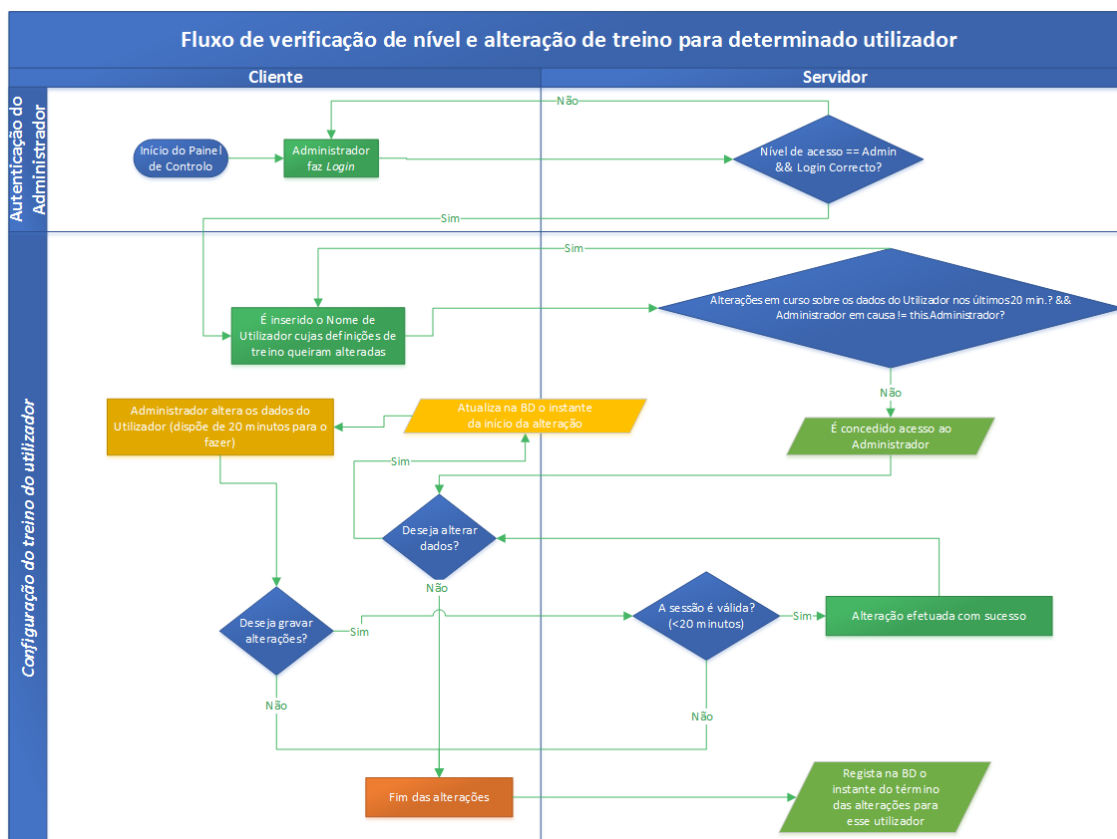 Fluxo de verificação de nível e alteração de treino para determinado utilizador
Cliente
Servidor
Autenticação do
Administrador
Não
Início do Painel
de Controlo
Administrador
faz Login
Nível de acesso == Admin
&& Login Correcto?
Sim
Configuração do treino do utilizador
Sim
É inserido o Nome de
Utilizador cujas definições de
treino queiram alteradas
Alterações em curso sobre os dados do Utilizador nos últimos 20 min.? &&
Administrador em causa != this.Administrador?
Não
Administrador altera os dados do
Utilizador (dispõe de 20 minutos para o
fazer)
Atualiza na BD o instante
da início da alteração
É concedido acesso ao
Administrador
Sim
Deseja alterar
dados?
Não
Deseja gravar
alterações?
Sim
A sessão é válida?
(<20 minutos)
Sim
Alteração efetuada com sucesso
Não
Não
Fim das alterações
Regista na BD o
instante do término
das alterações para
esse utilizador